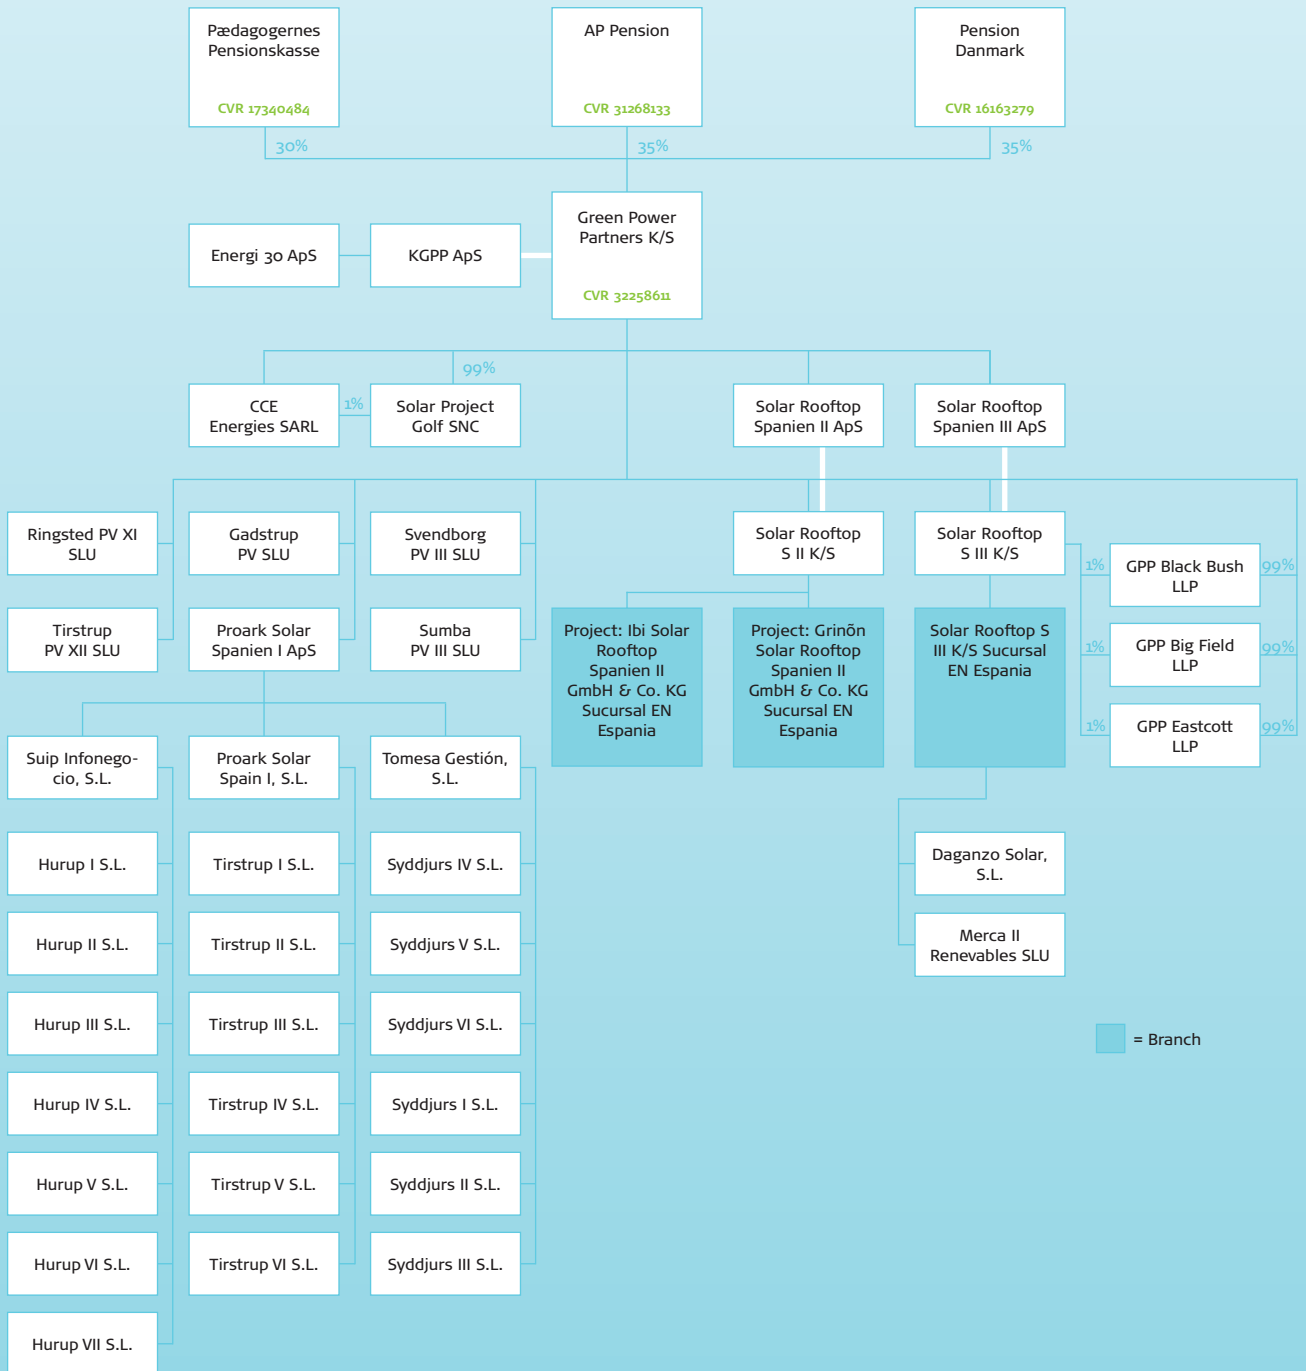 Pædagogernes
Pensionskasse
CVR 17340484
AP Pension
CVR 31268133
Pension
Danmark
CVR 16163279
30%
35%
35%
Green Power
Partners K/S
CVR 32258611
Energi 30 ApS
KGPP ApS
99%
CCE
Energies SARL
1%
Solar Project
Golf SNC
Solar Rooftop
Spanien II ApS
Solar Rooftop
Spanien III ApS
Ringsted PV XI
SLU
Gadstrup
PV SLU
Svendborg
PV III SLU
Solar Rooftop
S II K/S
Solar Rooftop
S III K/S
1%
GPP Black Bush
LLP
99%
Tirstrup
PV XII SLU
Proark Solar
Spanien I ApS
Sumba
PV III SLU
Project: Ibi Solar
Rooftop
Spanien II
GmbH & Co. KG
Sucursal EN
Espania
Project: Grinõn
Solar Rooftop
Spanien II
GmbH & Co. KG
Sucursal EN
Espania
Solar Rooftop S
III K/S Sucursal
EN Espania
1%
GPP Big Field
LLP
99%
1%
GPP Eastcott
LLP
99%
Suip Infonego-
cio, S.L.
Proark Solar
Spain I, S.L.
Tomesa Gestión,
S.L.
Hurup I S.L.
Tirstrup I S.L.
Syddjurs IV S.L.
Daganzo Solar,
S.L.
Hurup II S.L.
Tirstrup II S.L.
Syddjurs V S.L.
Merca II
Renevables SLU
Hurup III S.L.
Tirstrup III S.L.
Syddjurs VI S.L.
= Branch
Hurup IV S.L.
Tirstrup IV S.L.
Syddjurs I S.L.
Hurup V S.L.
Tirstrup V S.L.
Syddjurs II S.L.
Hurup VI S.L.
Tirstrup VI S.L.
Syddjurs III S.L.
Hurup VII S.L.